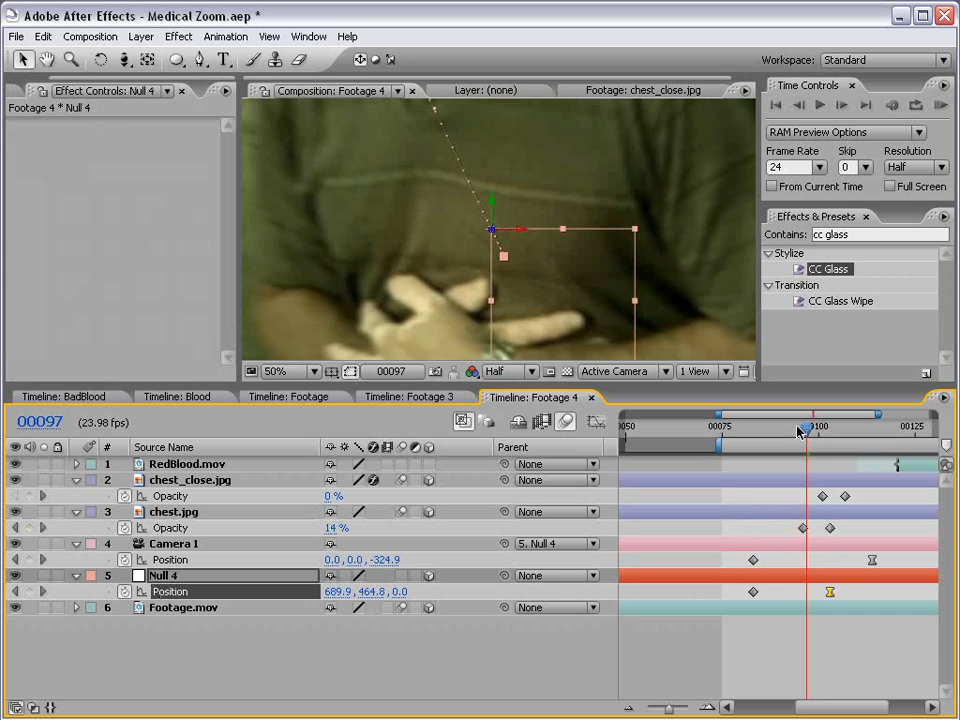 Adobe After Effects - Medical Zoom.aep *
File Edit Composition Layer Effect Animation View Window Help
Workspace: Standard
Effect Controls: Null 4
Composition: Footage 4
Layer: (none)
Footage: chest_close.jpg
Time Controls
Footage 4 * Null 4
RAM Preview Options
Frame Rate Skip Resolution
24 0 Half
From Current Time Full Screen
Effects & Presets
Contains: cc glass
Stylize
CC Glass
Transition
CC Glass Wipe
50% 00097 Half Active Camera 1 View
Timeline: BadBlood Timeline: Blood Timeline: Footage Timeline: Footage 3 Timeline: Footage 4
00097 (23.98 fps)
0050 00075 00100 00125
# Source Name Parent
1 RedBlood.mov None
2 chest_close.jpg None
Opacity 0 %
3 chest.jpg None
Opacity 14 %
4 Camera 1 5. Null 4
Position 0.0, 0.0, -324.9
5 Null 4 None
Position 689.9, 464.8, 0.0
6 Footage.mov None